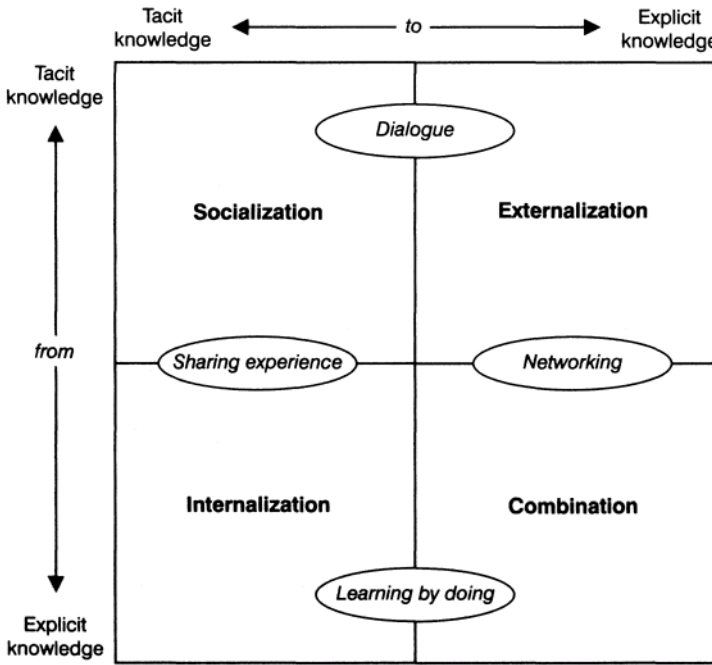 Tacit
knowledge
to
Explicit
knowledge
Tacit
knowledge
Dialogue
Socialization
Externalization
from
Sharing experience
Networking
Internalization
Combination
Learning by doing
Explicit
knowledge